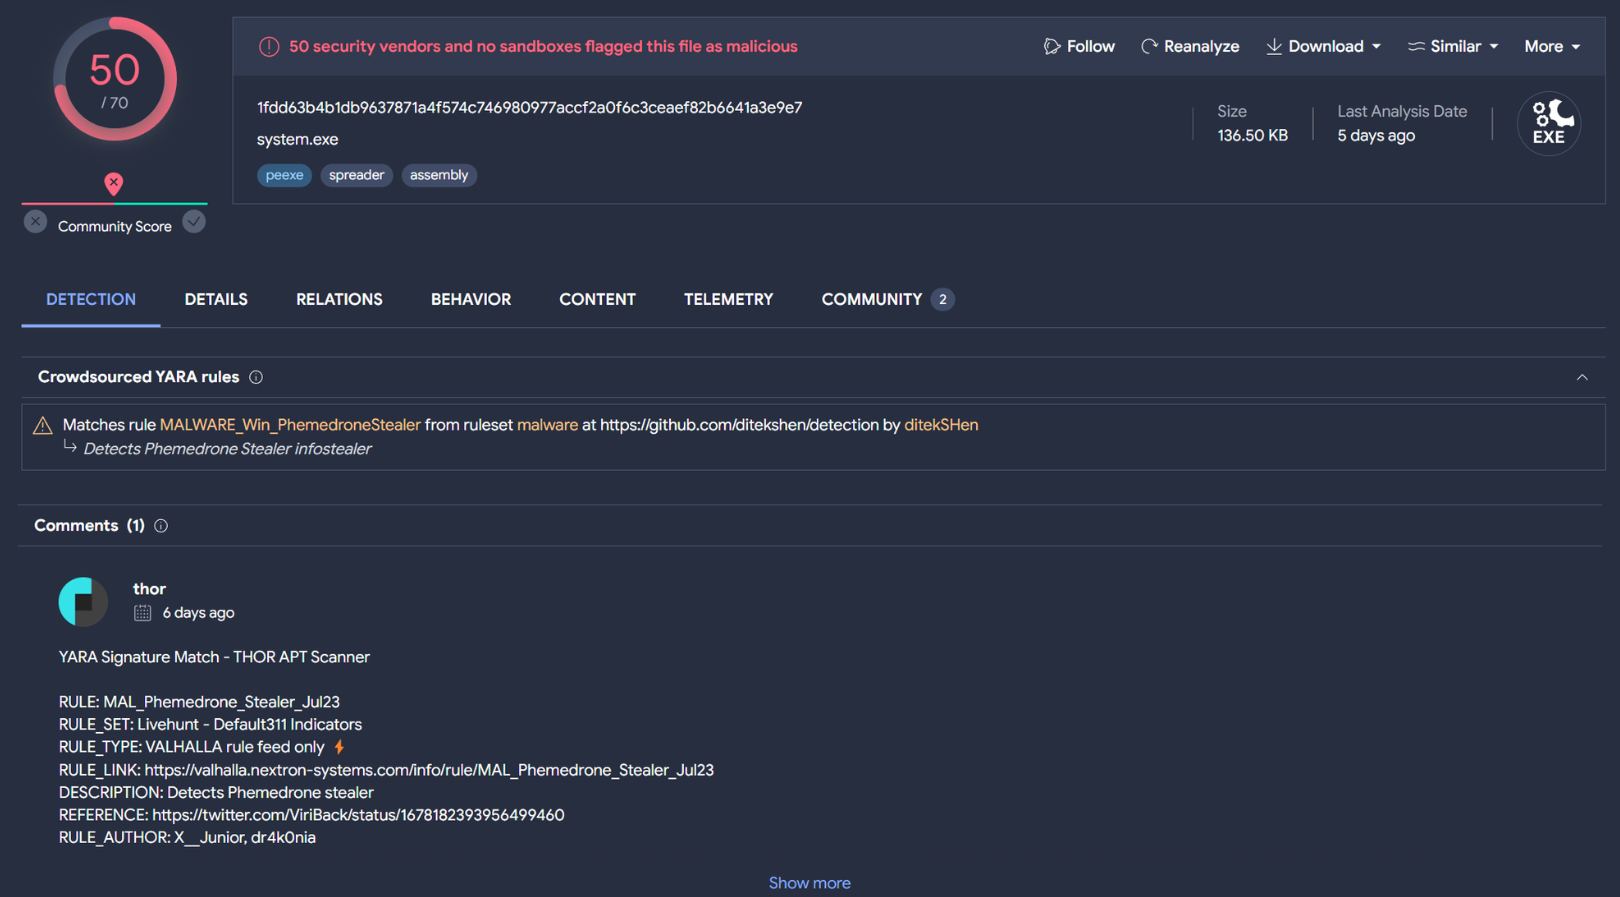 50
/ 70
Community Score
50 security vendors and no sandboxes flagged this file as malicious
Follow
Reanalyze
Download
Similar
More
1fdd63b4b1db9637871a4f574c746980977accf2a0f6c3ceaef82b6641a3e9e7
system.exe
peexe
spreader
assembly
Size
136.50 KB
Last Analysis Date
5 days ago
EXE
DETECTION
DETAILS
RELATIONS
BEHAVIOR
CONTENT
TELEMETRY
COMMUNITY 2
Crowdsourced YARA rules
Matches rule MALWARE_Win_PhemedroneStealer from ruleset malware at https://github.com/ditekshen/detection by ditekSHen
Detects Phemedrone Stealer infostealer
Comments (1)
thor
6 days ago
YARA Signature Match - THOR APT Scanner
RULE: MAL_Phemedrone_Stealer_Jul23
RULE_SET: Livehunt - Default311 Indicators
RULE_TYPE: VALHALLA rule feed only ⚡
RULE_LINK: https://valhalla.nextron-systems.com/info/rule/MAL_Phemedrone_Stealer_Jul23
DESCRIPTION: Detects Phemedrone stealer
REFERENCE: https://twitter.com/ViriBack/status/1678182393956499460
RULE_AUTHOR: X__Junior, dr4k0nia
Show more